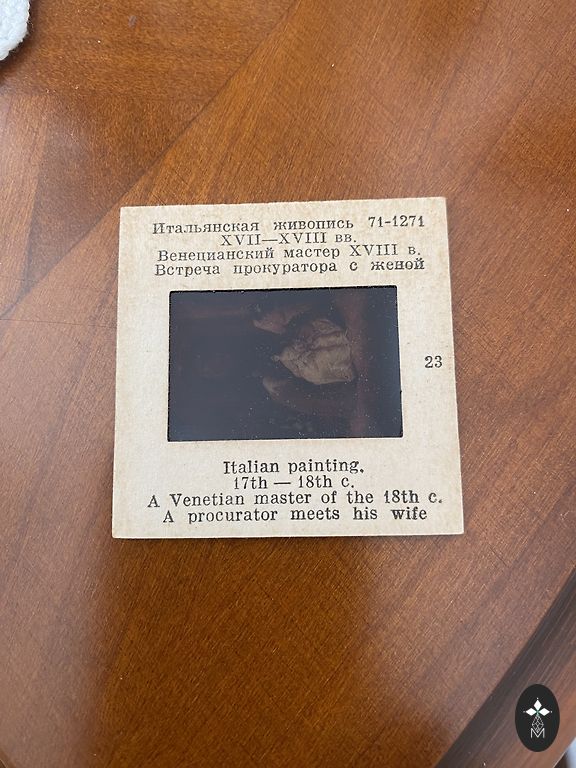 Итальянская живопись 71-1271
XVII—XVIII вв.
Венецианский мастер XVIII в.
Встреча прокуратора с женой
23
Italian painting,
17th — 18th c.
A Venetian master of the 18th c.
A procurator meets his wife
M